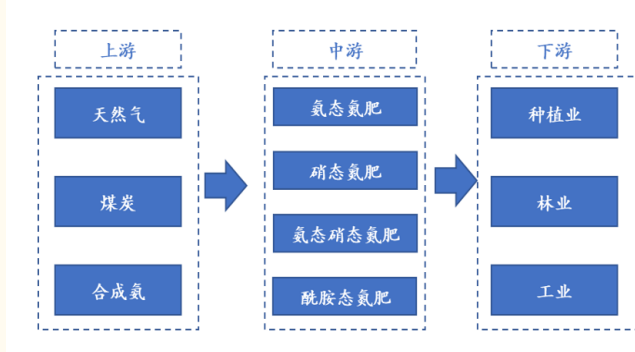 上游
中游
下游
天然气
煤炭
合成氨
氨态氮肥
硝态氮肥
氨态硝态氮肥
酰胺态氮肥
种植业
林业
工业